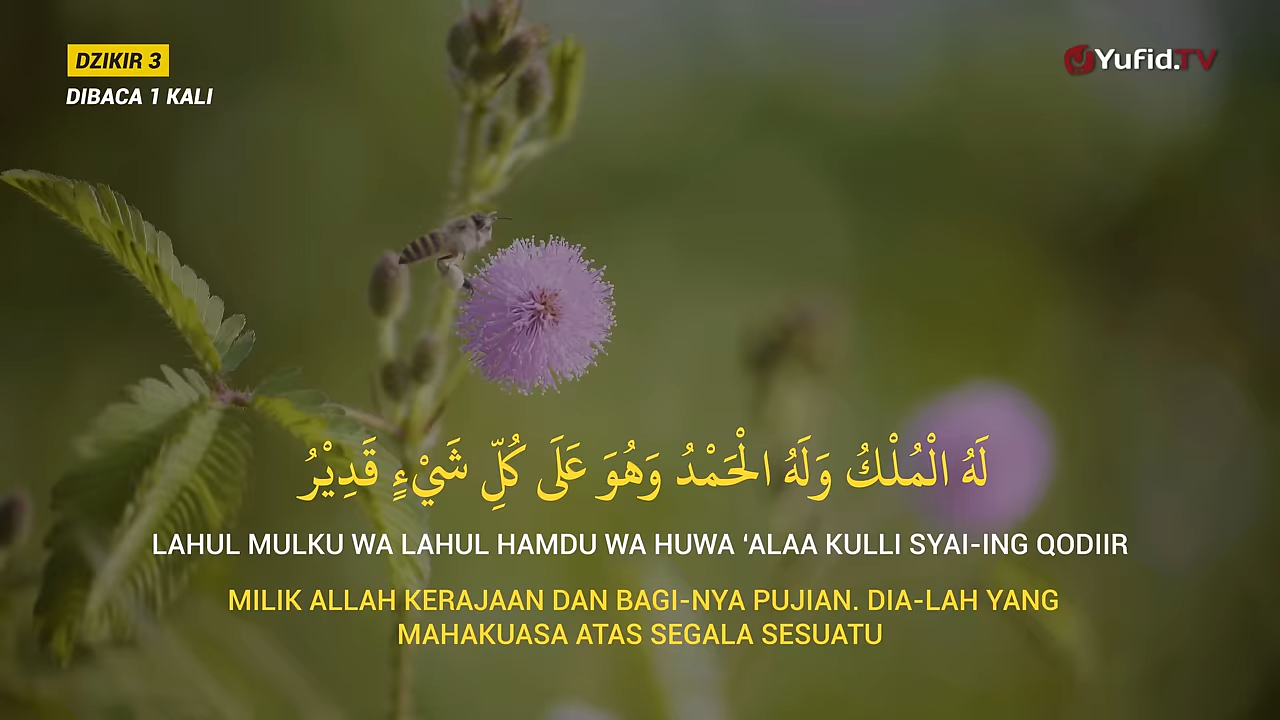 DZIKIR 3
DIBACA 1 KALI
Yufid.TV
لَهُ الْمُلْكُ وَلَهُ الْحَمْدُ وَهُوَ عَلَى كُلِّ شَيْءٍ قَدِيْرُ
LAHUL MULKU WA LAHUL HAMDU WA HUWA ‘ALAA KULLI SYAI-ING QODIIR
MILIK ALLAH KERAJAAN DAN BAGI-NYA PUJIAN. DIA-LAH YANG
MAHAKUASA ATAS SEGALA SESUATU